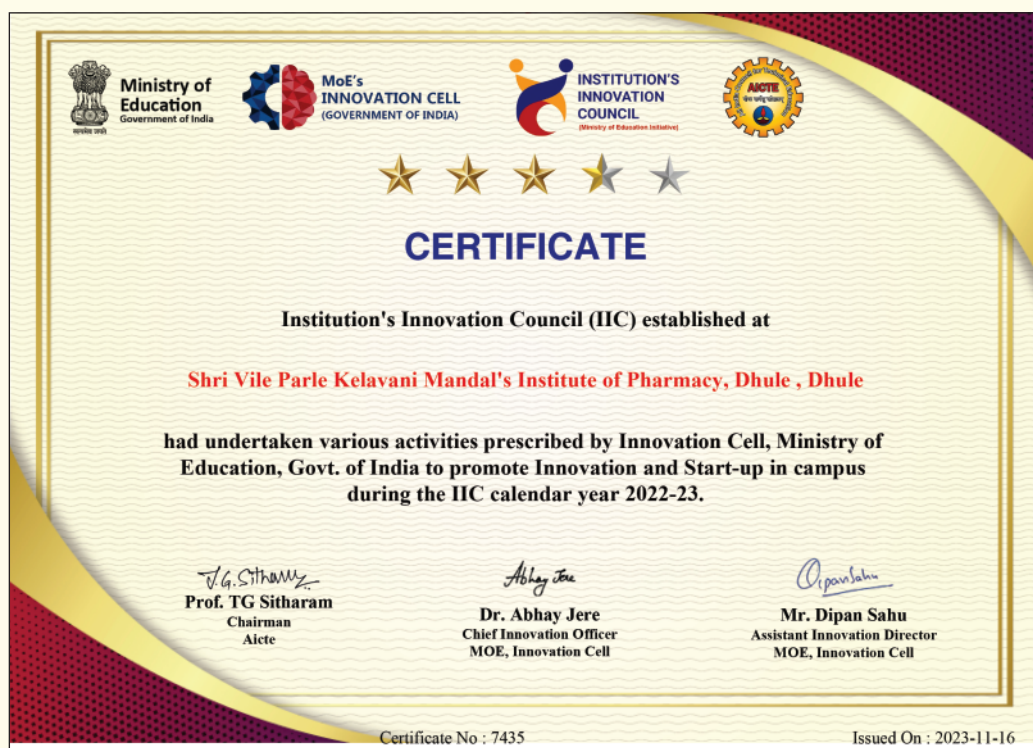 Ministry of
Education
Government of India
सत्यमेव जयते
MoE's
INNOVATION CELL
(GOVERNMENT OF INDIA)
INSTITUTION'S
INNOVATION
COUNCIL
(Ministry of Education Initiative)
AICTE
CERTIFICATE
Institution's Innovation Council (IIC) established at
Shri Vile Parle Kelavani Mandal's Institute of Pharmacy, Dhule , Dhule
had undertaken various activities prescribed by Innovation Cell, Ministry of
Education, Govt. of India to promote Innovation and Start-up in campus
during the IIC calendar year 2022-23.
T.G. Sitharam
Prof. TG Sitharam
Chairman
Aicte
Abhay Jere
Dr. Abhay Jere
Chief Innovation Officer
MOE, Innovation Cell
Dipan Sahu
Mr. Dipan Sahu
Assistant Innovation Director
MOE, Innovation Cell
Certificate No : 7435
Issued On : 2023-11-16